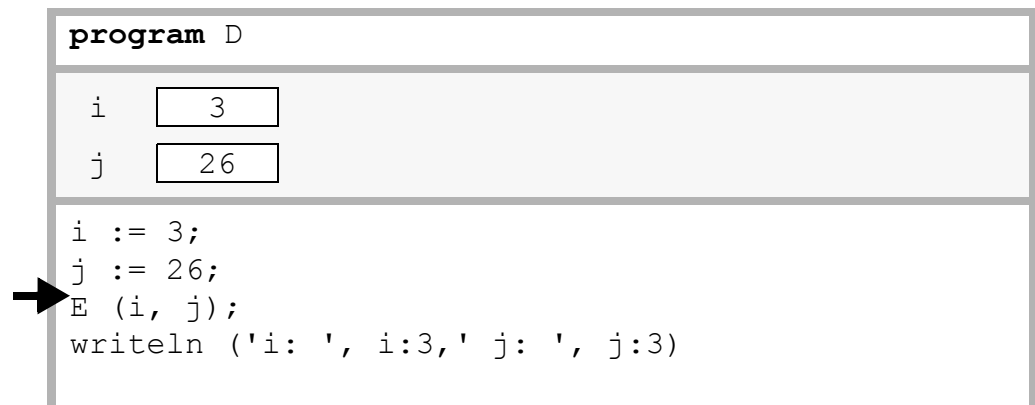 program D
i 3
j 26
i := 3;
j := 26;
E (i, j);
writeln ('i: ', i:3,' j: ', j:3)